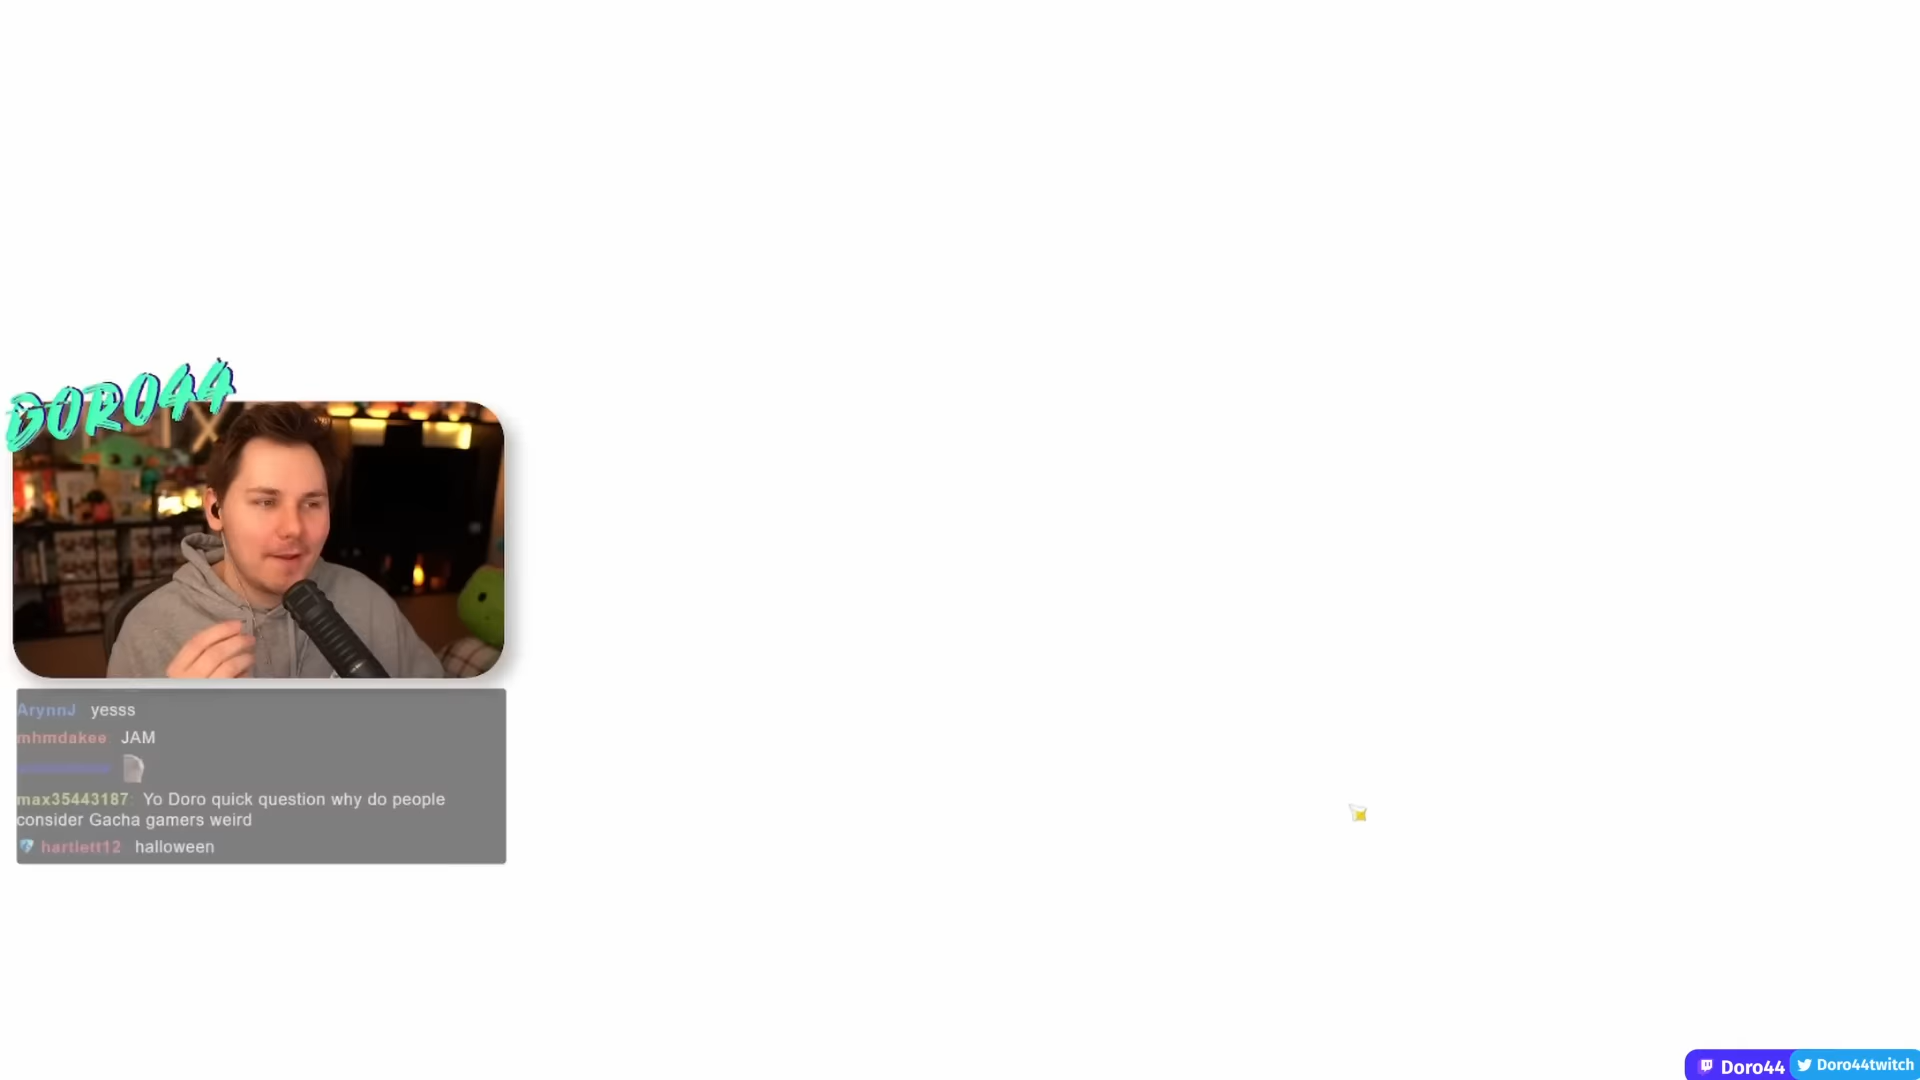 DORO44
ArynnJ yesss
mhmdakee: JAM
max35443187: Yo Doro quick question why do people
consider Gacha gamers weird
hartlett12 halloween
Doro44 Doro44twitch